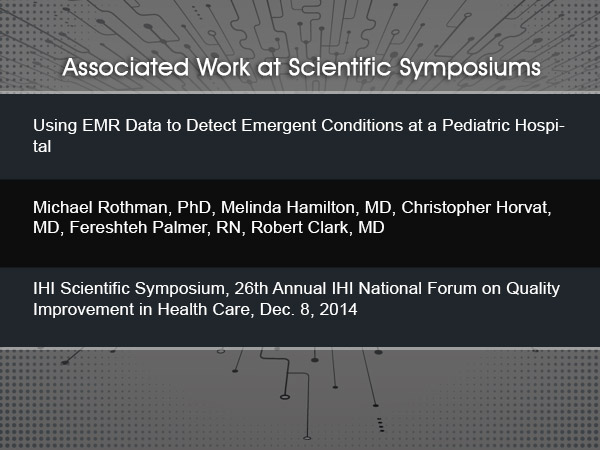 Associated Work at Scientific Symposiums
Using EMR Data to Detect Emergent Conditions at a Pediatric Hospi-
tal
Michael Rothman, PhD, Melinda Hamilton, MD, Christopher Horvat,
MD, Fereshteh Palmer, RN, Robert Clark, MD
IHI Scientific Symposium, 26th Annual IHI National Forum on Quality
Improvement in Health Care, Dec. 8, 2014